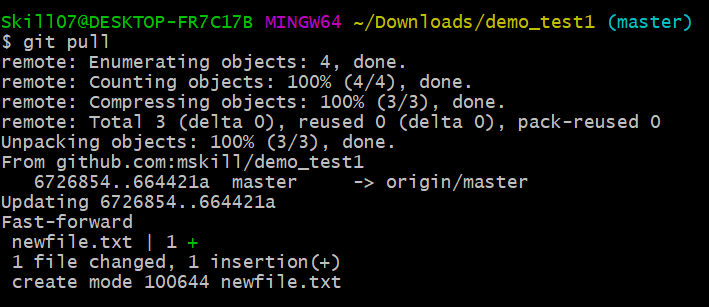 Skill07@DESKTOP-FR7C17B MINGW64 ~/Downloads/demo_test1 (master)
$ git pull
remote: Enumerating objects: 4, done.
remote: Counting objects: 100% (4/4), done.
remote: Compressing objects: 100% (3/3), done.
remote: Total 3 (delta 0), reused 0 (delta 0), pack-reused 0
Unpacking objects: 100% (3/3), done.
From github.com:mskill/demo_test1
   6726854..664421a  master     -> origin/master
Updating 6726854..664421a
Fast-forward
 newfile.txt | 1 +
 1 file changed, 1 insertion(+)
 create mode 100644 newfile.txt